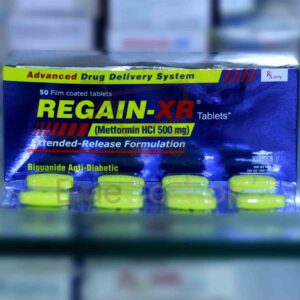 Advanced Drug Delivery System
Rx only
50 Film coated tablets
REGAIN-XR® Tablets*
(Metformin HCl 500 mg)
Extended-Release Formulation
Biguanide Anti-Diabetic